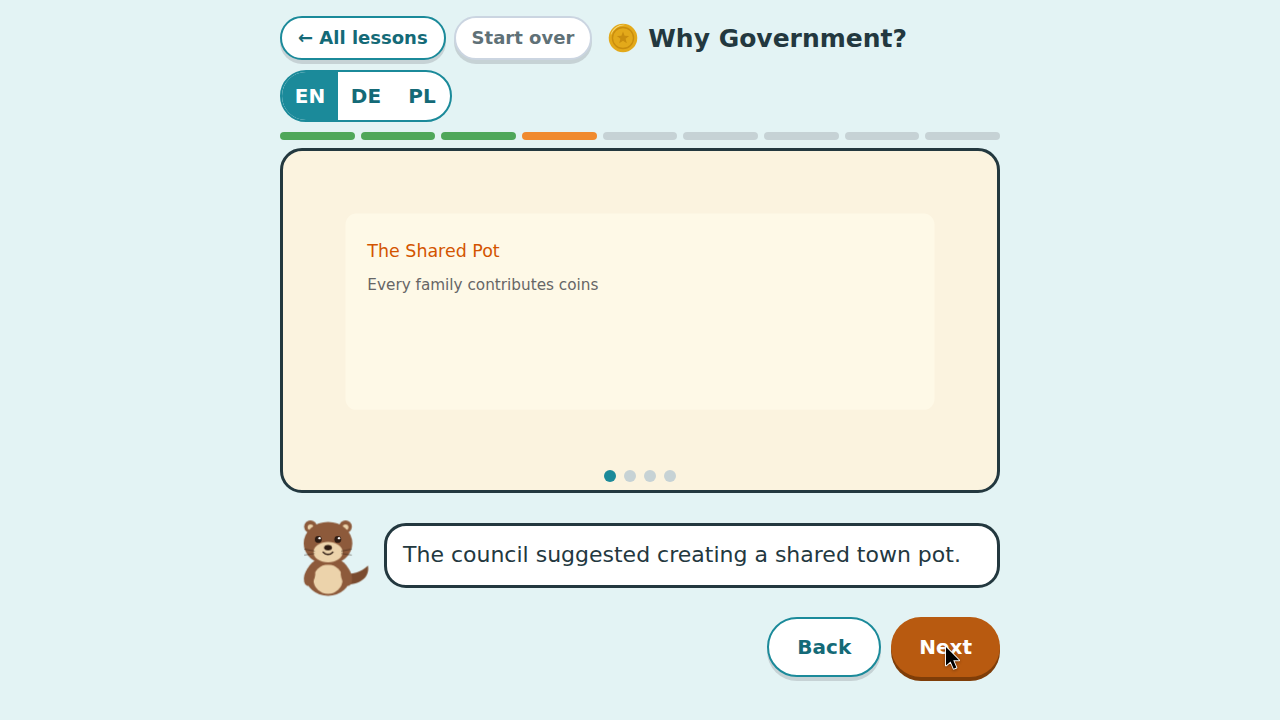 ← All lessons
Start over
Why Government?
EN DE PL
The Shared Pot
Every family contributes coins
The council suggested creating a shared town pot.
Back
Next